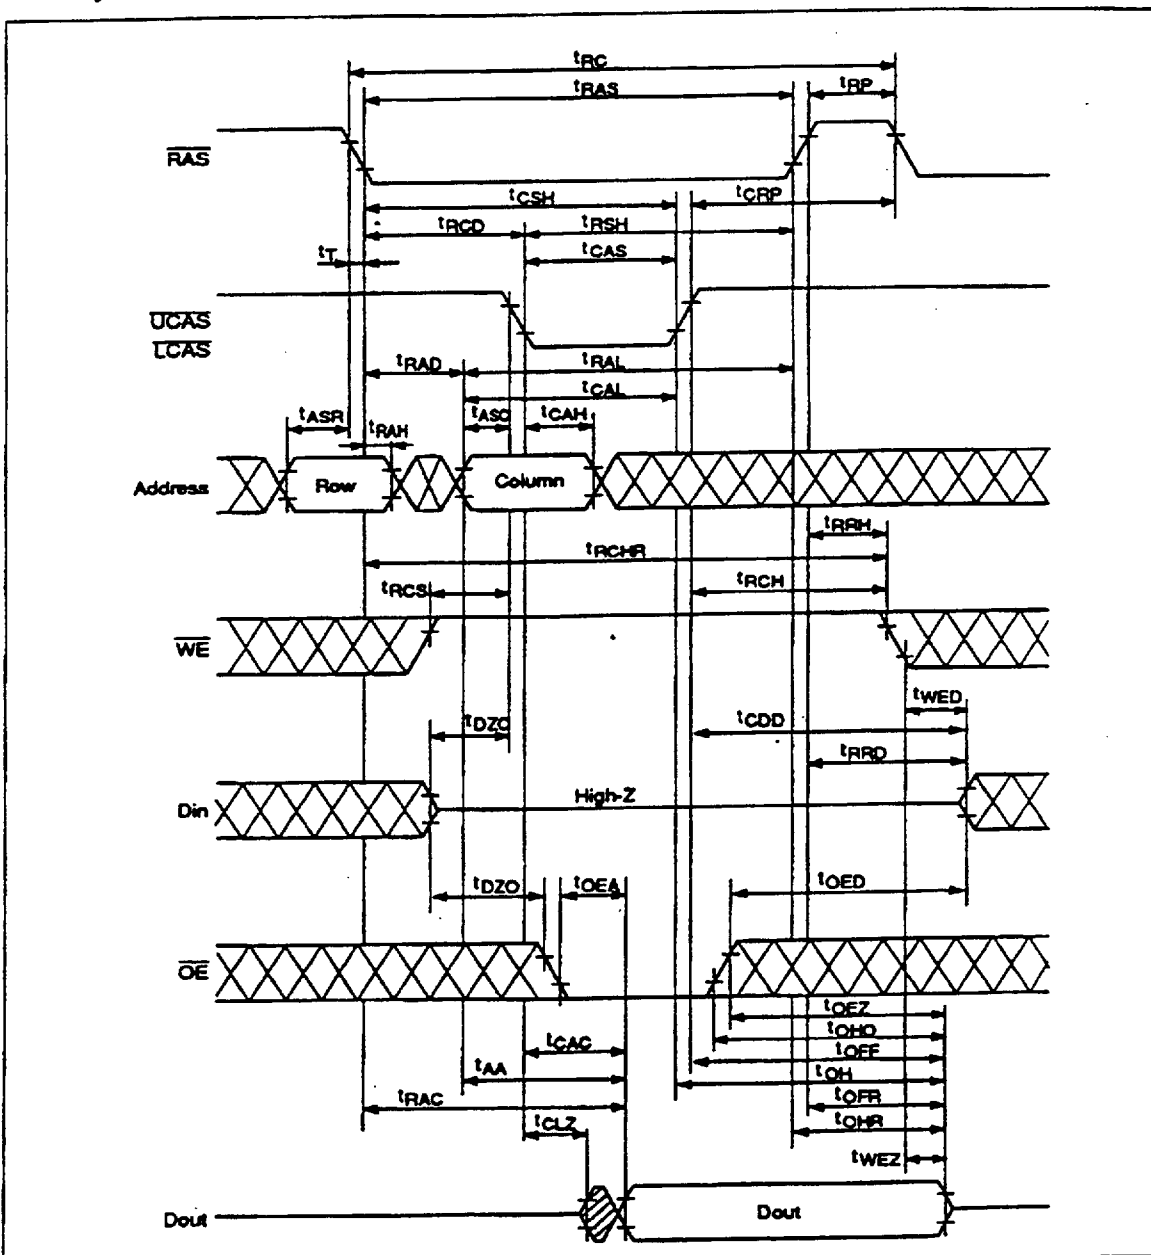 tRC
tRAS
tRP
RAS
tCSH
tCRP
tRCD
tRSH
tT
tCAS
UCAS
LCAS
tRAD
tRAL
tCAL
tASR
tRAH
tASC
tCAH
Address
Row
Column
tRRH
tRCHR
tRCS
tRCH
WE
tWED
tDZC
tCDD
tRRD
Din
High-Z
tDZO
tOEA
tOED
OE
tOEZ
tOHO
tCAC
tOFF
tAA
tOH
tRAC
tOFR
tCLZ
tOHR
tWEZ
Dout
Dout